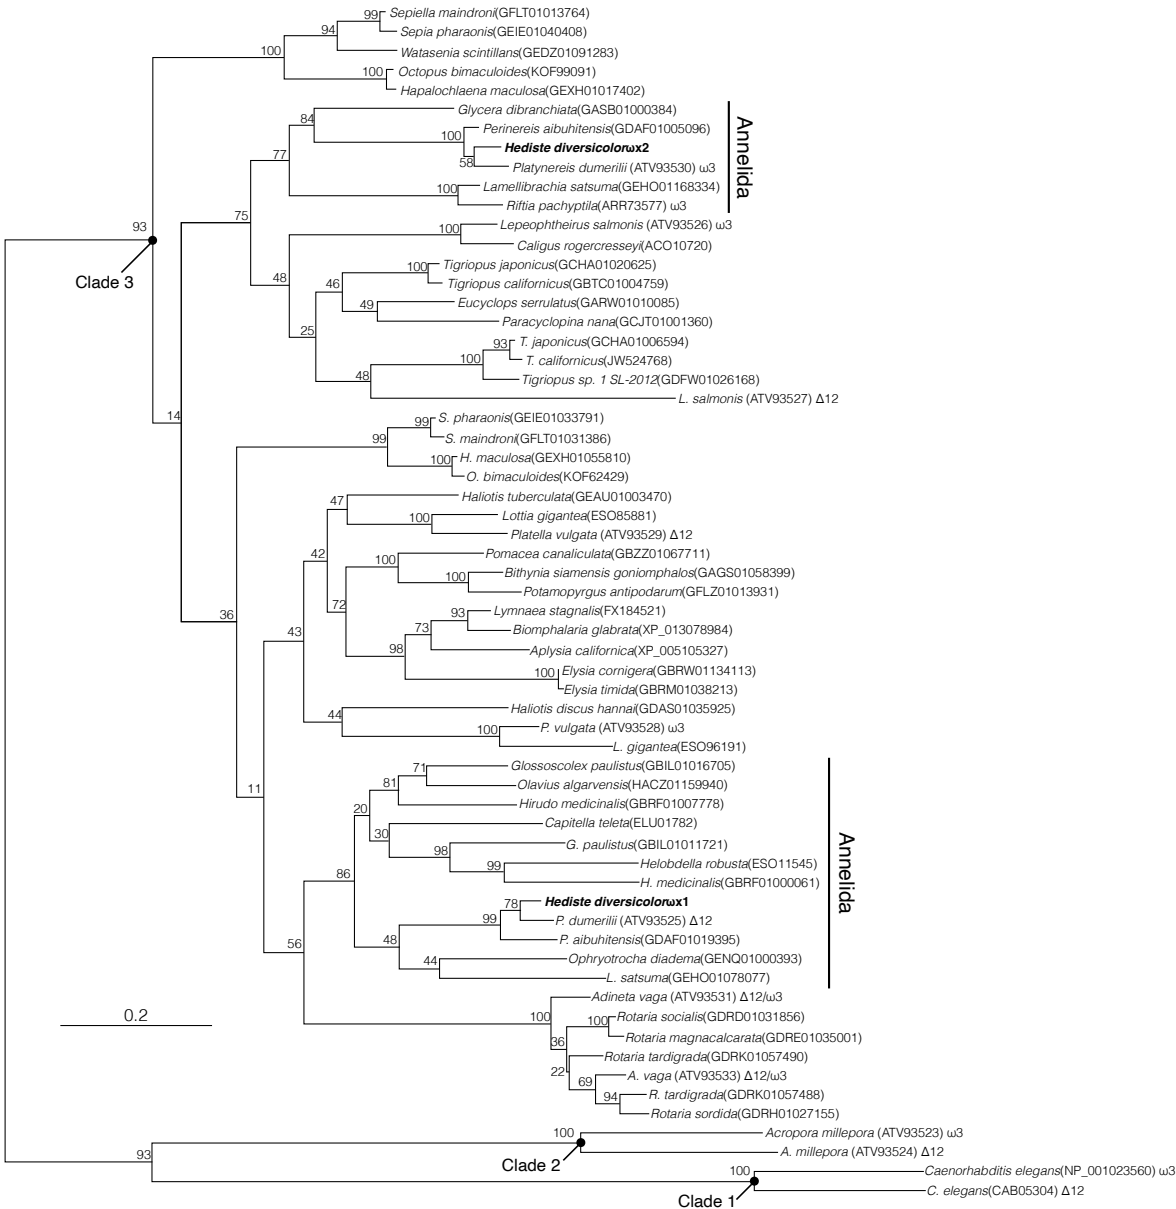 99
Sepiella maindroni(GFLT01013764)
94
Sepia pharaonis(GEIE01040408)
100
Watasenia scintillans(GEDZ01091283)
100
Octopus bimaculoides(KOF99091)
Hapalochlaena maculosa(GEXH01017402)
84
Glycera dibranchiata(GASB01000384)
100
Perinereis aibuhitensis(GDAF01005096)
Hediste diversicolorωx2
77
58
Platynereis dumerilii (ATV93530) ω3
100
Lamellibrachia satsuma(GEHO01168334)
Riftia pachyptila(ARR73577) ω3
Annelida
75
93
100
Lepeophtheirus salmonis (ATV93526) ω3
Caligus rogercresseyi(ACO10720)
Clade 3
48
100
Tigriopus japonicus(GCHA01020625)
46
Tigriopus californicus(GBTC01004759)
49
Eucyclops serrulatus(GARW01010085)
Paracyclopina nana(GCJT01001360)
25
93
T. japonicus(GCHA01006594)
100
T. californicus(JW524768)
48
Tigriopus sp. 1 SL-2012(GDFW01026168)
L. salmonis (ATV93527) Δ12
14
99
S. pharaonis(GEIE01033791)
99
S. maindroni(GFLT01031386)
100
H. maculosa(GEXH01055810)
O. bimaculoides(KOF62429)
47
Haliotis tuberculata(GEAU01003470)
100
Lottia gigantea(ESO85881)
Platella vulgata (ATV93529) Δ12
42
100
Pomacea canaliculata(GBZZ01067711)
100
Bithynia siamensis goniomphalos(GAGS01058399)
Potamopyrgus antipodarum(GFLZ01013931)
72
36
93
Lymnaea stagnalis(FX184521)
73
Biomphalaria glabrata(XP_013078984)
43
98
Aplysia californica(XP_005105327)
100
Elysia cornigera(GBRW01134113)
Elysia timida(GBRM01038213)
44
Haliotis discus hannai(GDAS01035925)
100
P. vulgata (ATV93528) ω3
L. gigantea(ESO96191)
11
71
Glossoscolex paulistus(GBIL01016705)
81
Olavius algarvensis(HACZ01159940)
20
Hirudo medicinalis(GBRF01007778)
30
Capitella teleta(ELU01782)
98
G. paulistus(GBIL01011721)
99
Helobdella robusta(ESO11545)
86
H. medicinalis(GBRF01000061)
78
Hediste diversicolorωx1
99
P. dumerilii (ATV93525) Δ12
48
P. aibuhitensis(GDAF01019395)
56
44
Ophryotrocha diadema(GENQ01000393)
L. satsuma(GEHO01078077)
Annelida
Adineta vaga (ATV93531) Δ12/ω3
0.2
100
100
Rotaria socialis(GDRD01031856)
36
Rotaria magnacalcarata(GDRE01035001)
Rotaria tardigrada(GDRK01057490)
22
69
A. vaga (ATV93533) Δ12/ω3
94
R. tardigrada(GDRK01057488)
Rotaria sordida(GDRH01027155)
100
Acropora millepora (ATV93523) ω3
93
A. millepora (ATV93524) Δ12
Clade 2
100
Caenorhabditis elegans(NP_001023560) ω3
C. elegans(CAB05304) Δ12
Clade 1